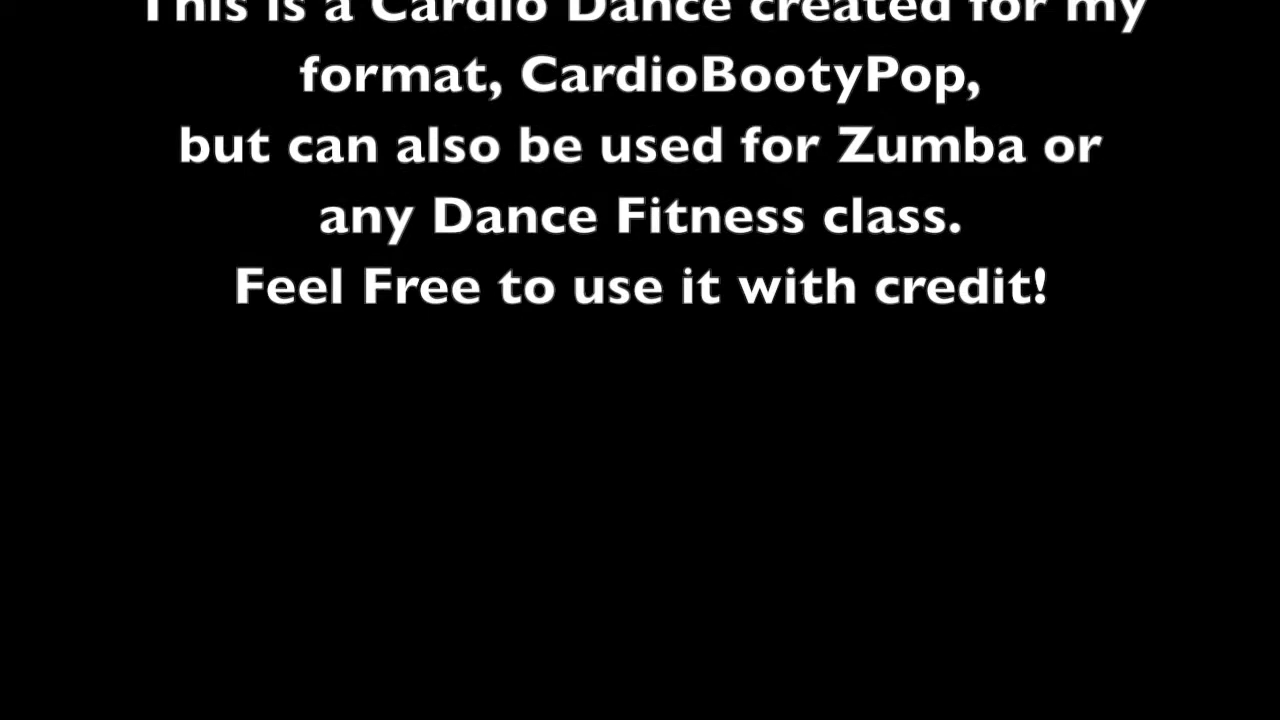 This is a Cardio Dance created for my
format, CardioBootyPop,
but can also be used for Zumba or
any Dance Fitness class.
Feel Free to use it with credit!